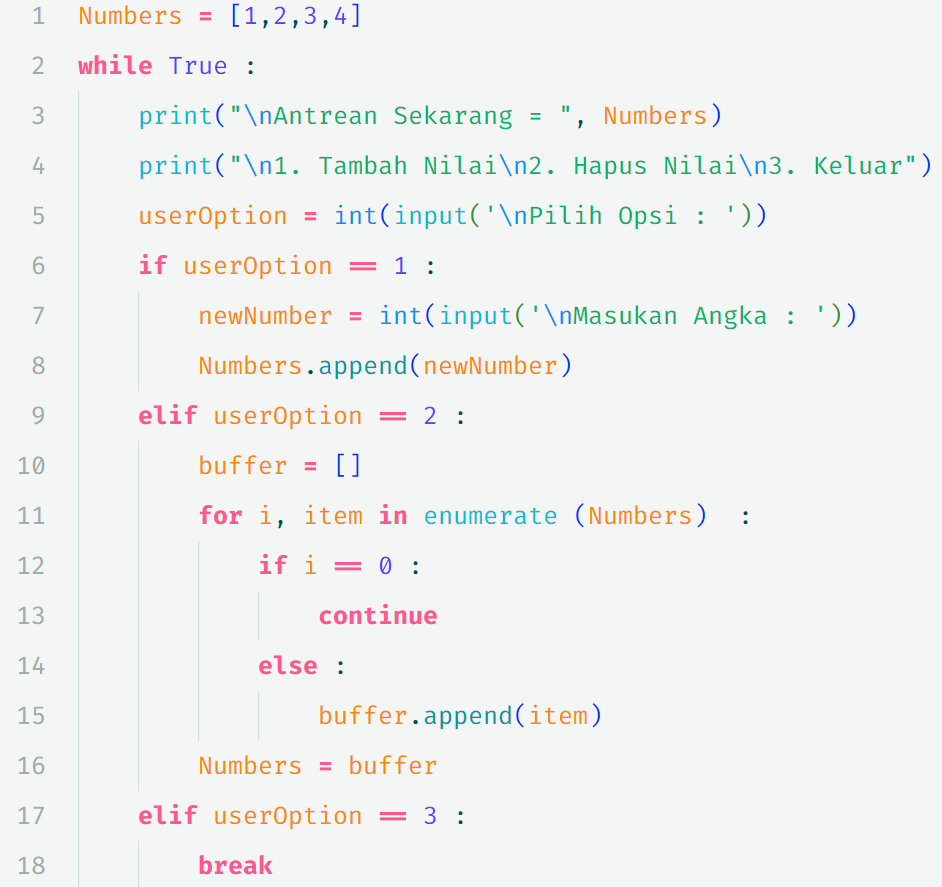 1 Numbers = [1,2,3,4]
2 while True :
3     print("\nAntrean Sekarang = ", Numbers)
4     print("\n1. Tambah Nilai\n2. Hapus Nilai\n3. Keluar")
5     userOption = int(input('\nPilih Opsi : '))
6     if userOption == 1 :
7         newNumber = int(input('\nMasukan Angka : '))
8         Numbers.append(newNumber)
9     elif userOption == 2 :
10         buffer = []
11         for i, item in enumerate (Numbers)  :
12             if i == 0 :
13                 continue
14             else :
15                 buffer.append(item)
16         Numbers = buffer
17     elif userOption == 3 :
18         break